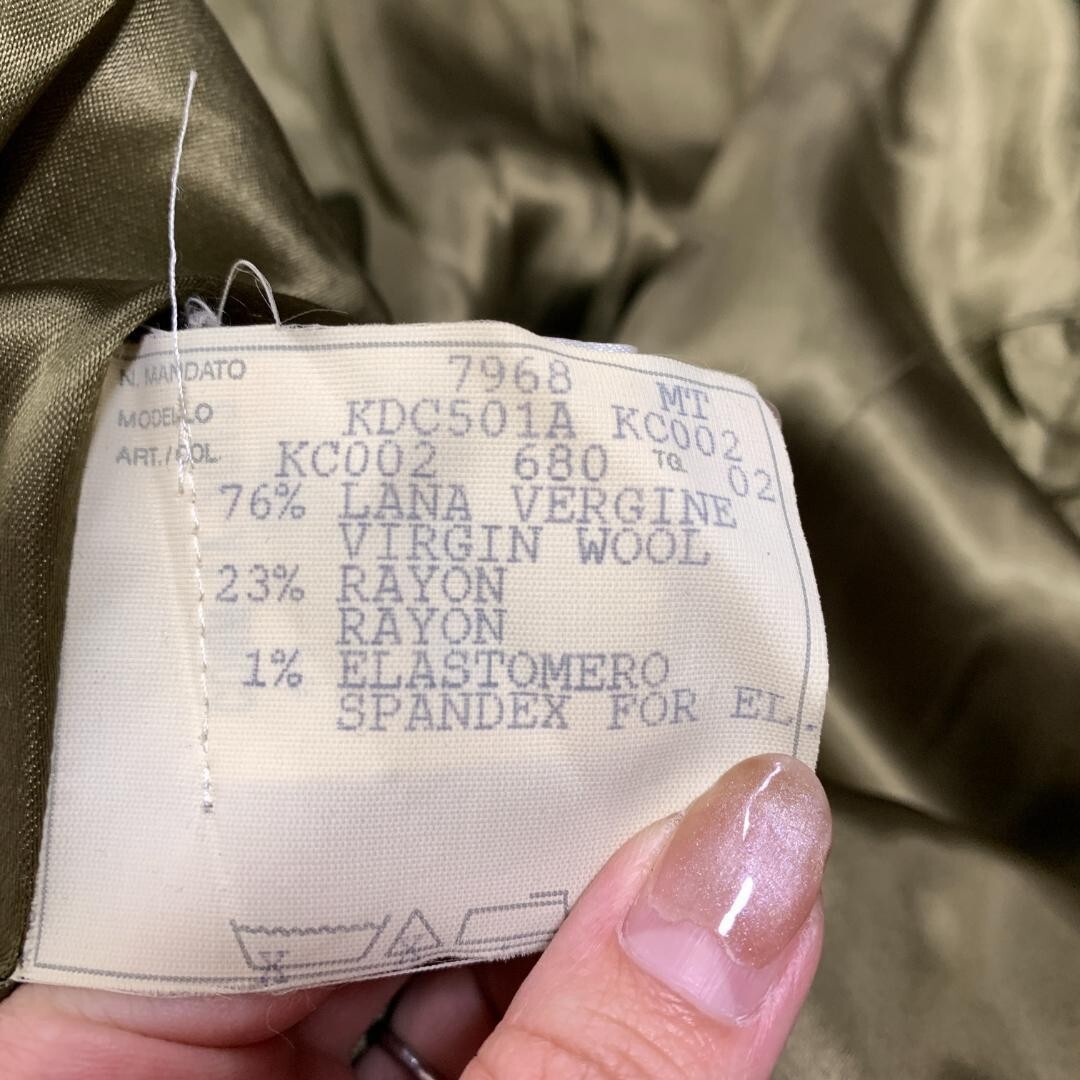 N. MANDATO 7968 MT
MODELLO KDC501A KC002
ART./COL KC002 680 TG. 02
76% LANA VERGINE
VIRGIN WOOL
23% RAYON
RAYON
1% ELASTOMERO
SPANDEX FOR EL.
X X